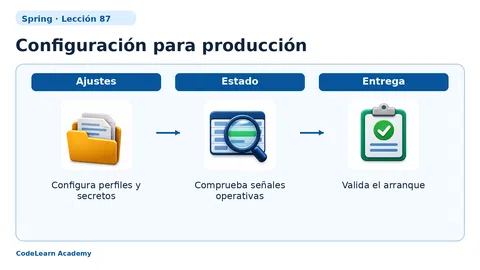 Spring · Lección 87
Configuración para producción
Ajustes
Estado
Entrega
Configura perfiles y
secretos
Comprueba señales
operativas
Valida el arranque
CodeLearn Academy